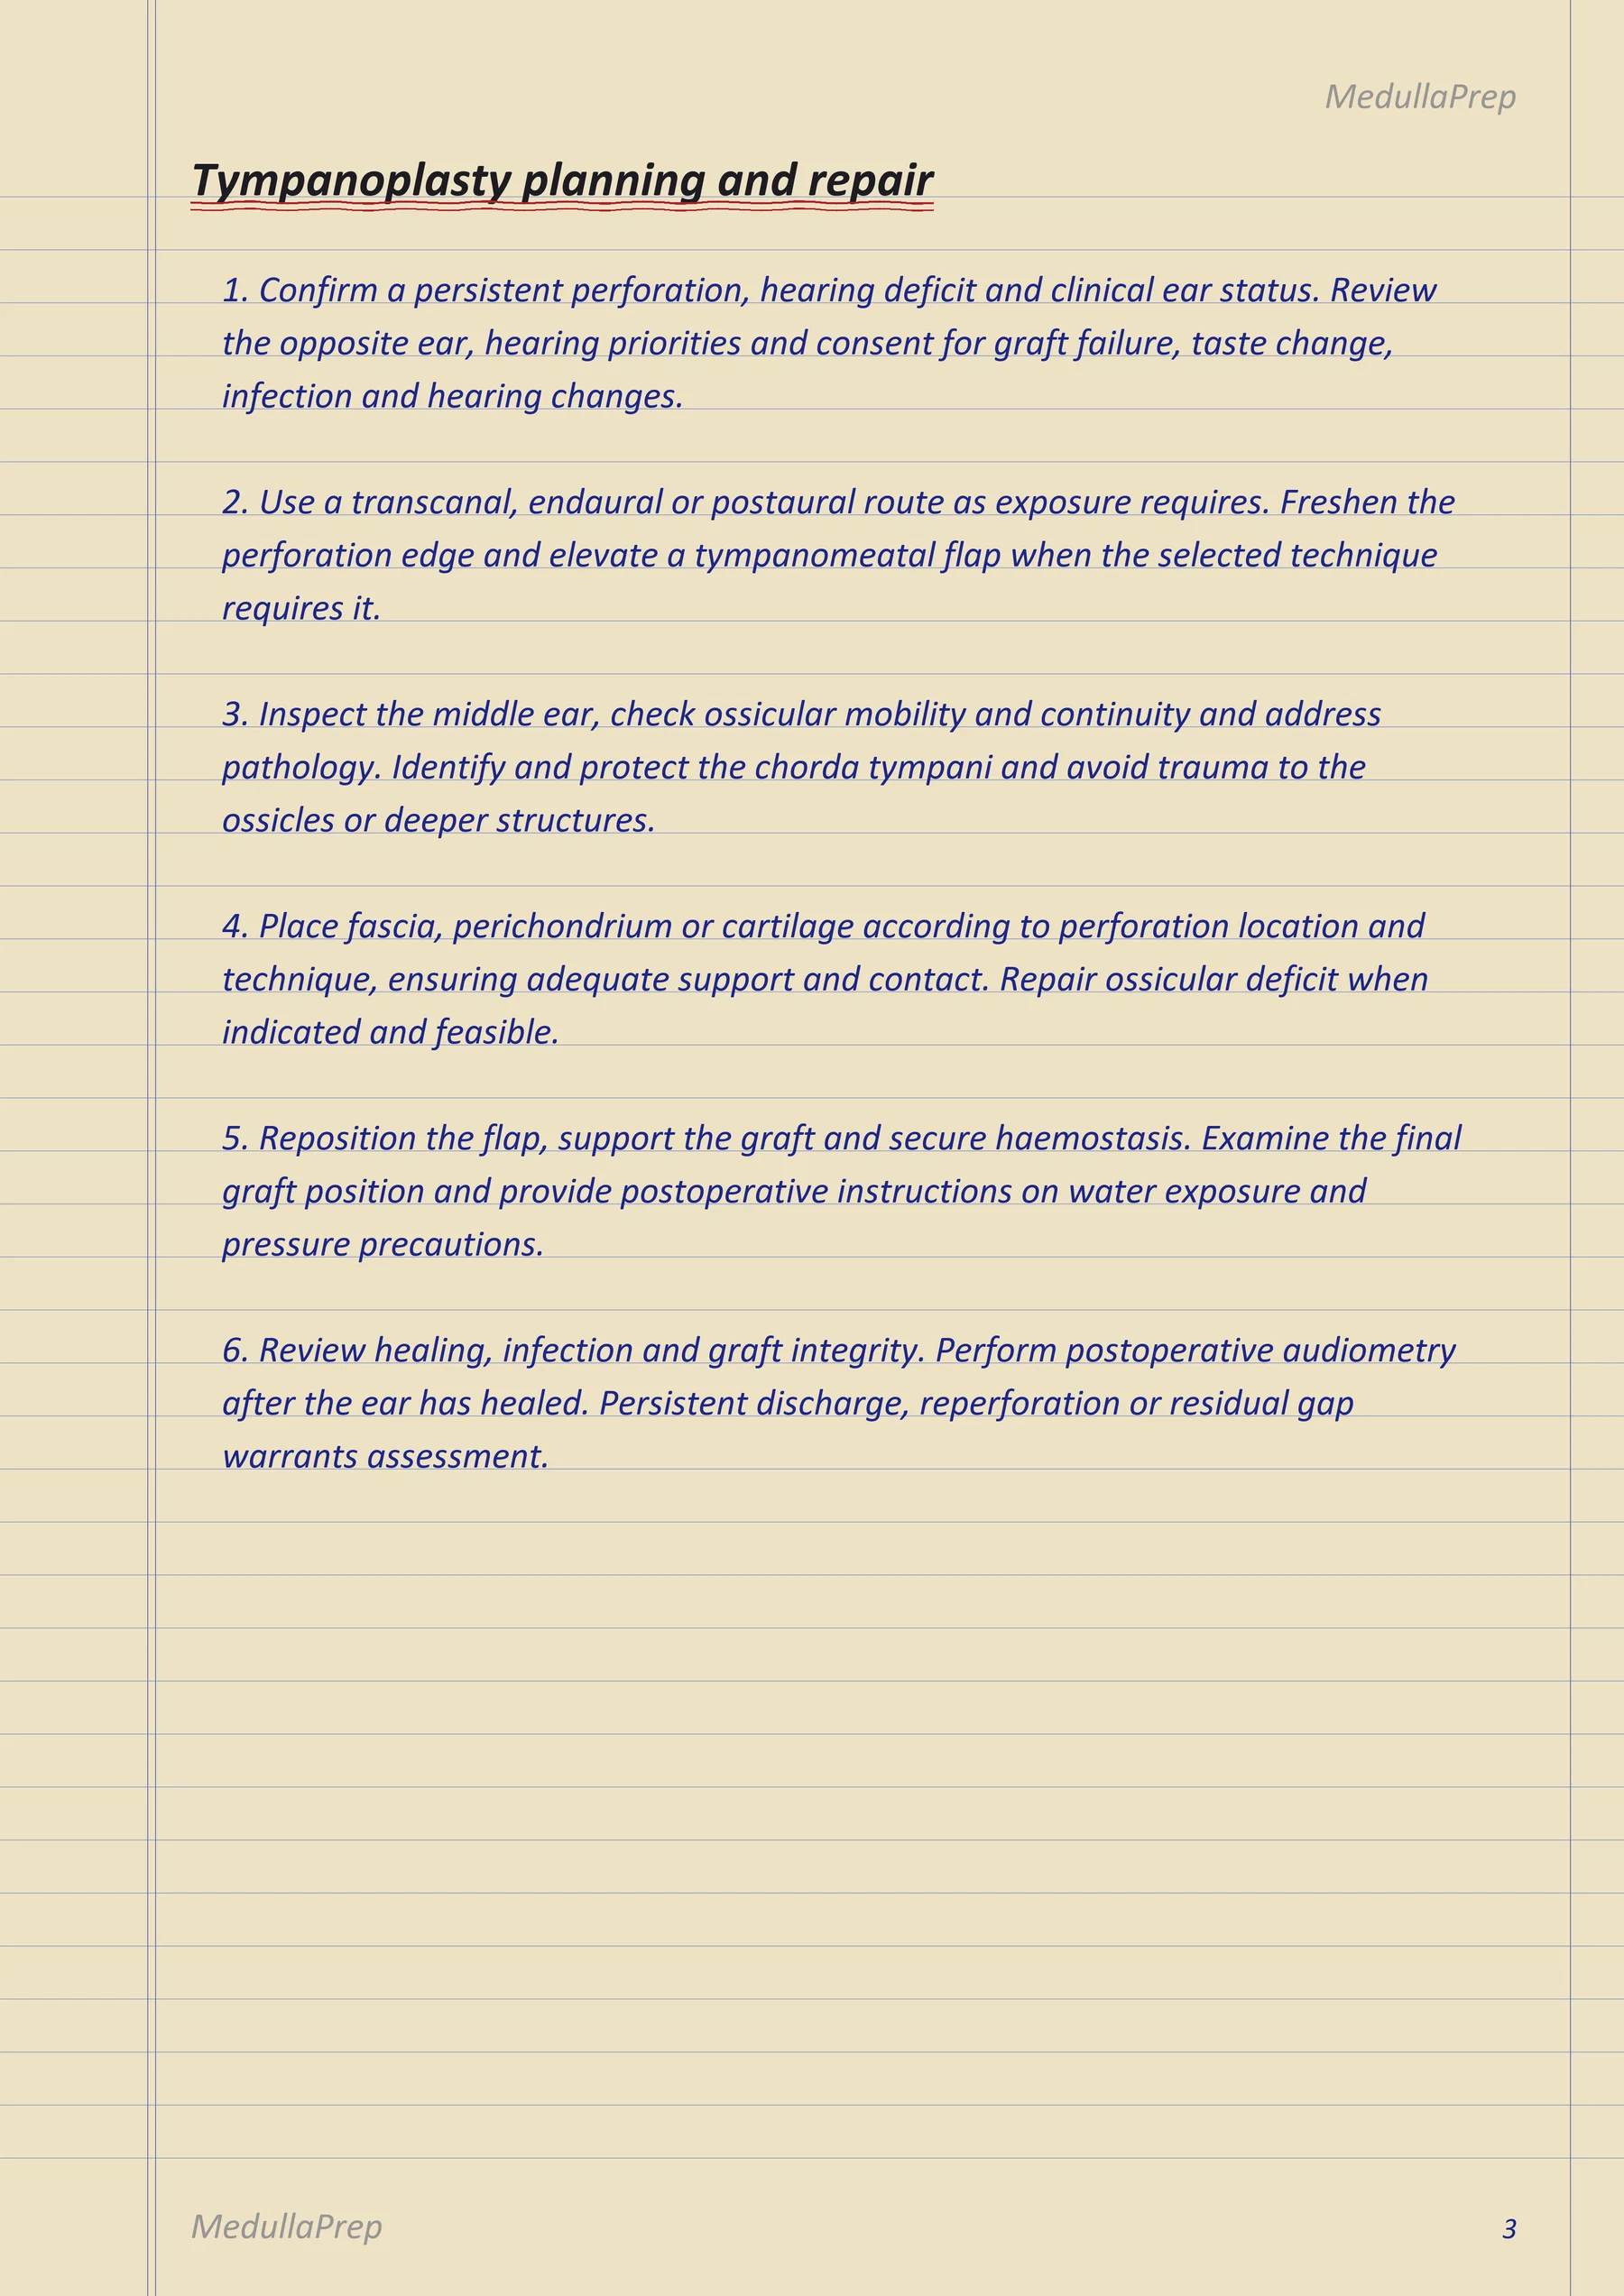 MedullaPrep
Tympanoplasty planning and repair
1. Confirm a persistent perforation, hearing deficit and clinical ear status. Review
the opposite ear, hearing priorities and consent for graft failure, taste change,
infection and hearing changes.
2. Use a transcanal, endaural or postaural route as exposure requires. Freshen the
perforation edge and elevate a tympanomeatal flap when the selected technique
requires it.
3. Inspect the middle ear, check ossicular mobility and continuity and address
pathology. Identify and protect the chorda tympani and avoid trauma to the
ossicles or deeper structures.
4. Place fascia, perichondrium or cartilage according to perforation location and
technique, ensuring adequate support and contact. Repair ossicular deficit when
indicated and feasible.
5. Reposition the flap, support the graft and secure haemostasis. Examine the final
graft position and provide postoperative instructions on water exposure and
pressure precautions.
6. Review healing, infection and graft integrity. Perform postoperative audiometry
after the ear has healed. Persistent discharge, reperforation or residual gap
warrants assessment.
MedullaPrep
3